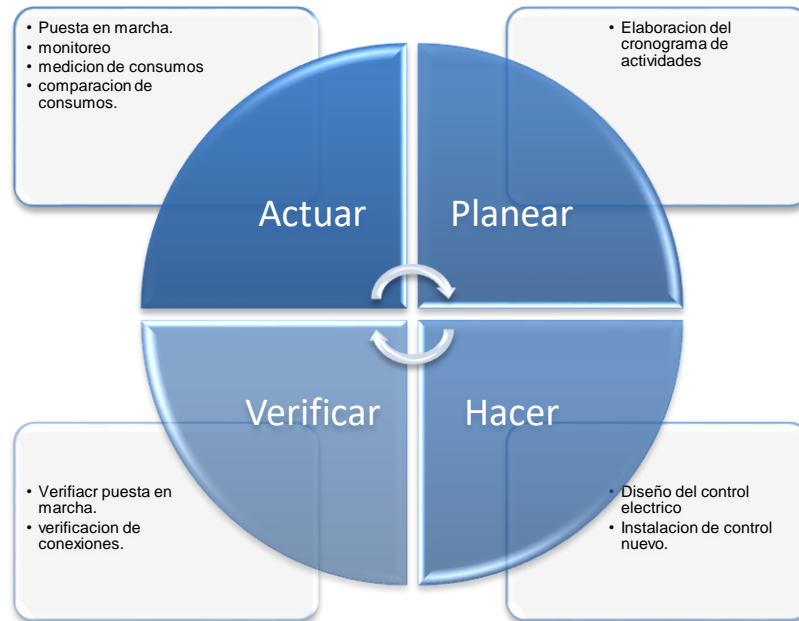 • Puesta en marcha.
• monitoreo
• medicion de consumos
• comparacion de
consumos.
• Elaboracion del
cronograma de
actividades
Actuar
Planear
Verificar
Hacer
• Verifiacr puesta en
marcha.
• verificacion de
conexiones.
• Diseño del control
electrico
• Instalacion de control
nuevo.